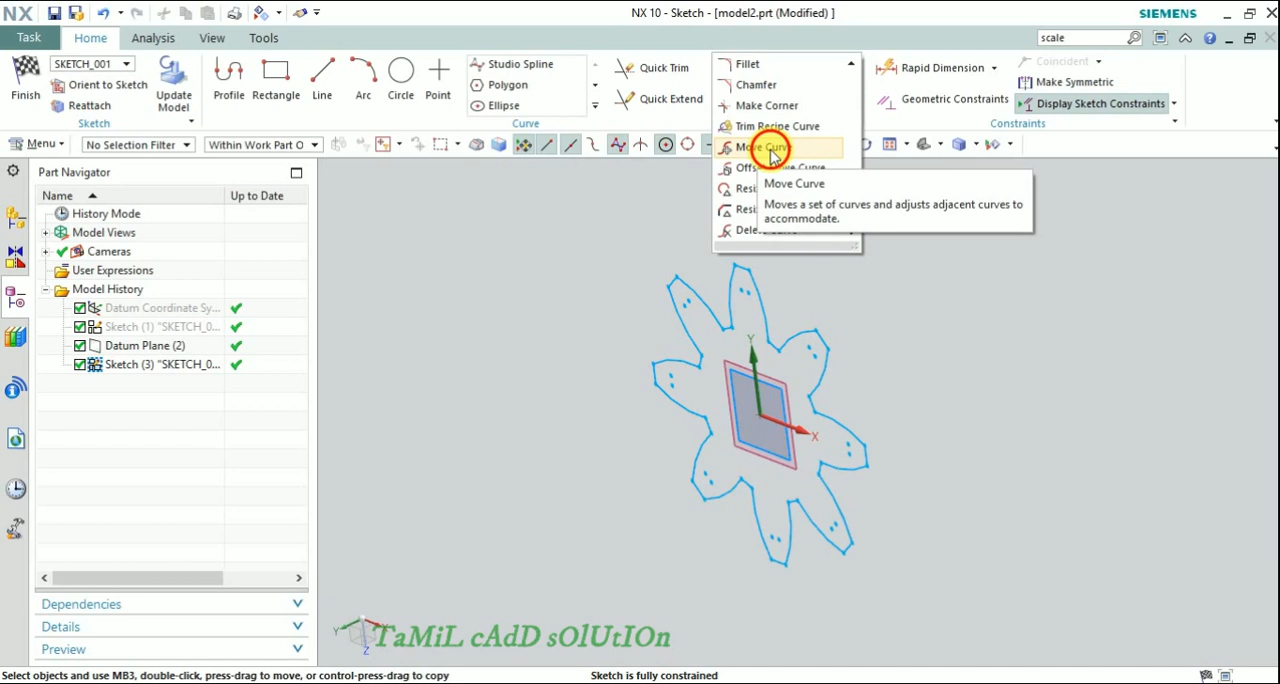 NX
NX 10 - Sketch - [model2.prt (Modified) ]
SIEMENS
Task
Home
Analysis
View
Tools
scale
SKETCH_001
Finish
Orient to Sketch
Reattach
Sketch
Update
Model
Profile
Rectangle
Line
Arc
Circle
Point
Studio Spline
Polygon
Ellipse
Curve
Quick Trim
Quick Extend
Fillet
Chamfer
Make Corner
Trim Recipe Curve
Move Curve
Move Curve
Moves a set of curves and adjusts adjacent curves to
accommodate.
Rapid Dimension
Geometric Constraints
Coincident
Make Symmetric
Display Sketch Constraints
Constraints
Menu
No Selection Filter
Within Work Part O
Part Navigator
Name
Up to Date
History Mode
Model Views
Cameras
User Expressions
Model History
Datum Coordinate Sy...
Sketch (1) "SKETCH_0...
Datum Plane (2)
Sketch (3) "SKETCH_0...
Dependencies
Details
Preview
Y
X
Y
Z
TaMiL cAdD sOlUtIOn
Select objects and use MB3, double-click, press-drag to move, or control-press-drag to copy
Sketch is fully constrained